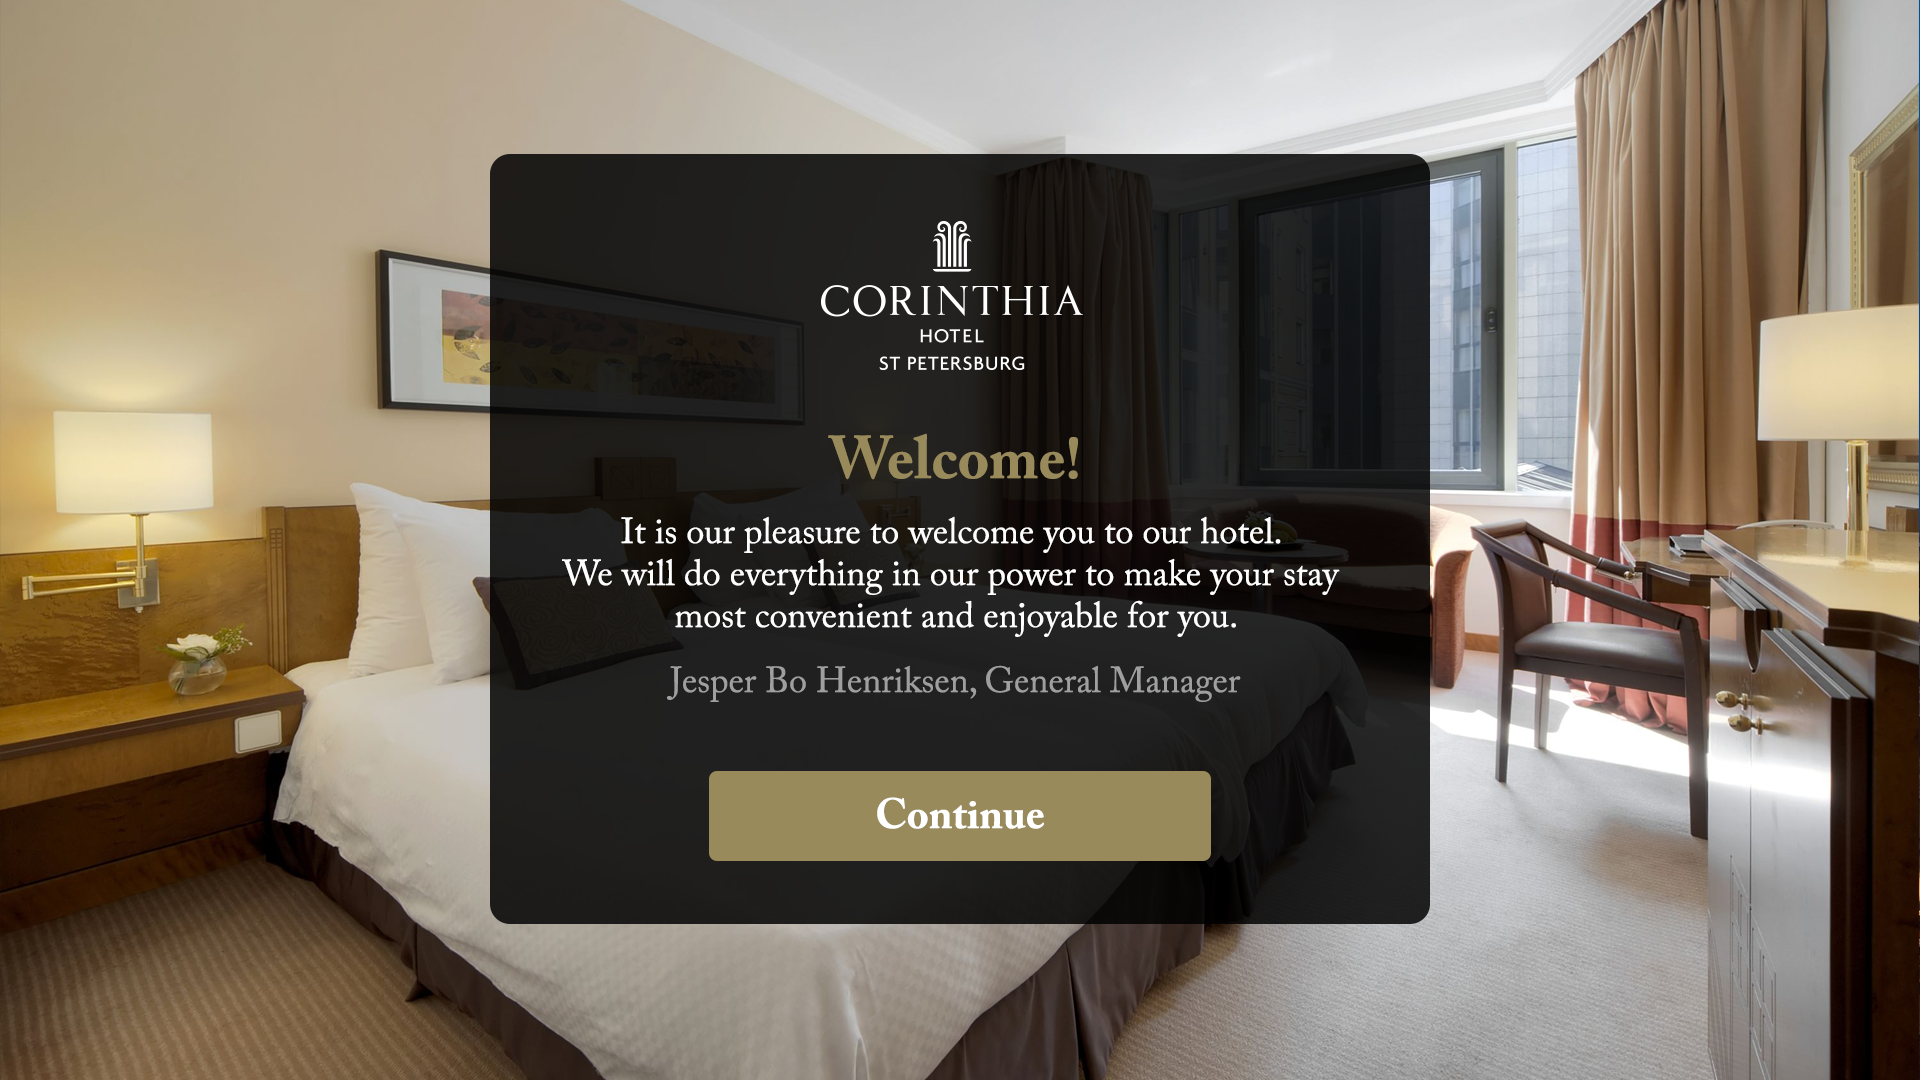 CORINTHIA
HOTEL
ST PETERSBURG
Welcome!
It is our pleasure to welcome you to our hotel.
We will do everything in our power to make your stay
most convenient and enjoyable for you.
Jesper Bo Henriksen, General Manager
Continue